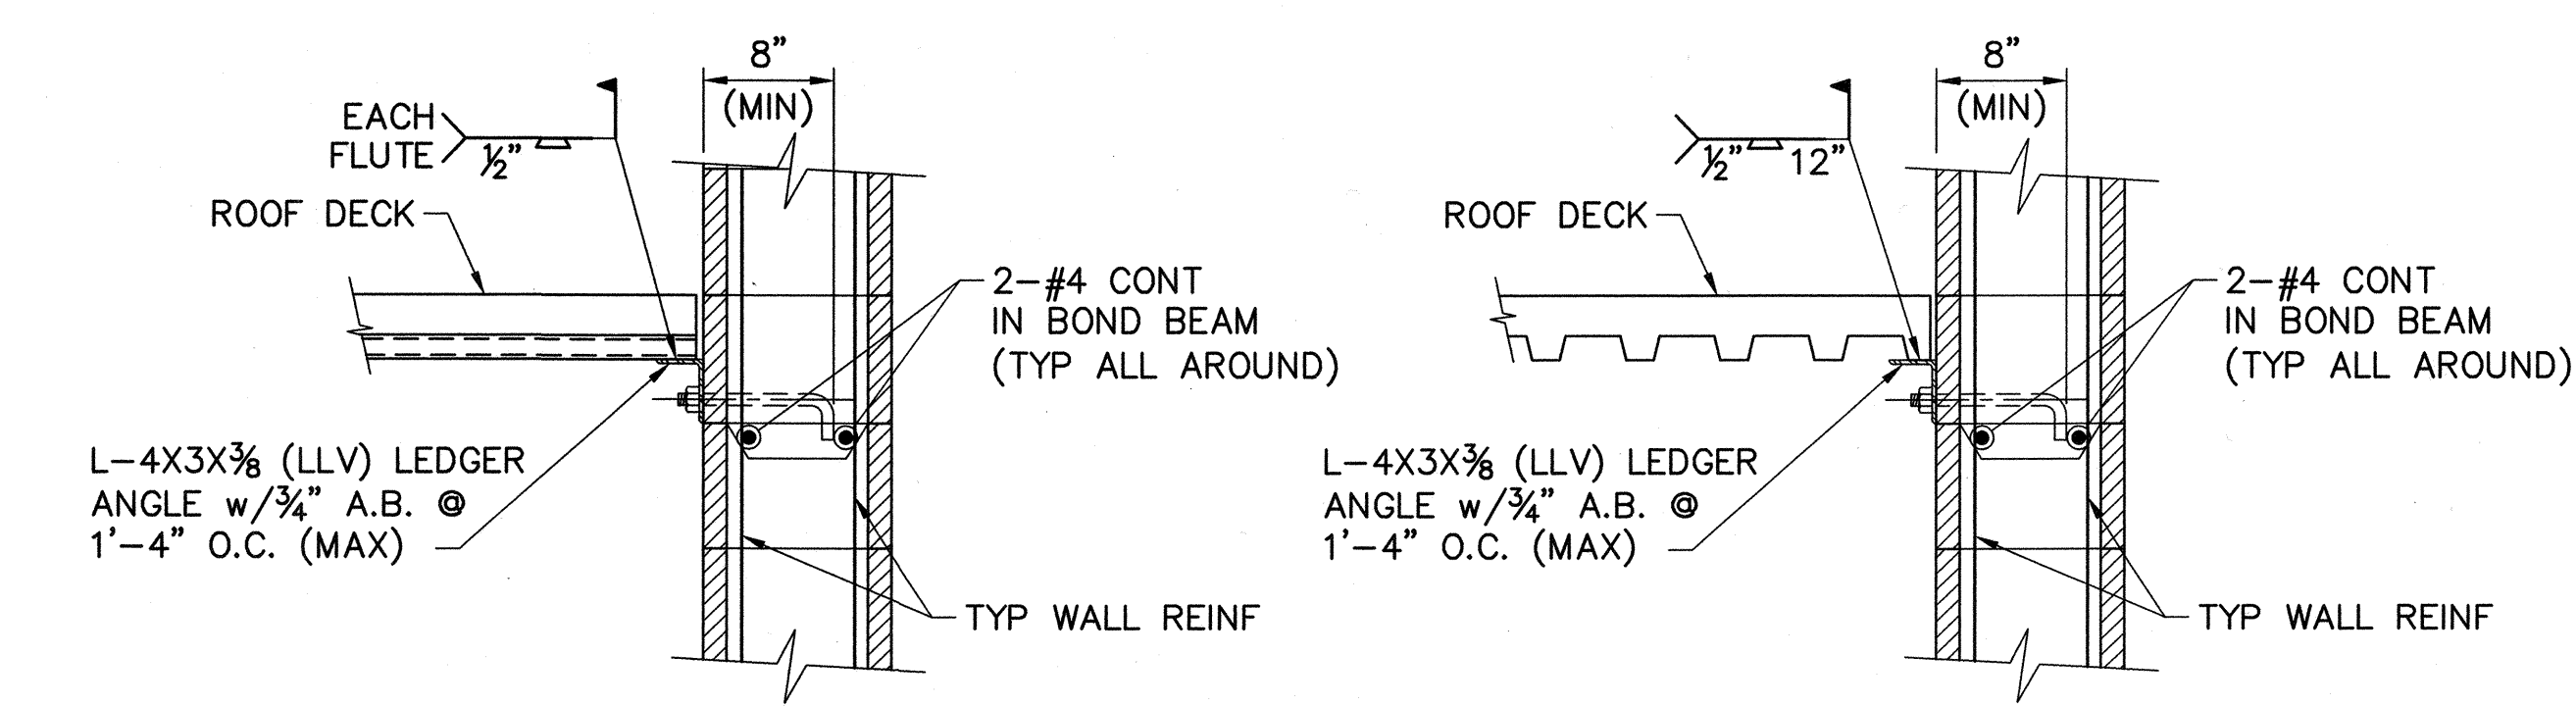 8”
(MIN)
EACH
FLUTE
½”
ROOF DECK
2-#4 CONT
IN BOND BEAM
(TYP ALL AROUND)
L-4X3X⅜ (LLV) LEDGER
ANGLE w/¾” A.B. @
1'-4” O.C. (MAX)
TYP WALL REINF
8”
(MIN)
½” 12”
ROOF DECK
2-#4 CONT
IN BOND BEAM
(TYP ALL AROUND)
L-4X3X⅜ (LLV) LEDGER
ANGLE w/¾” A.B. @
1'-4” O.C. (MAX)
TYP WALL REINF